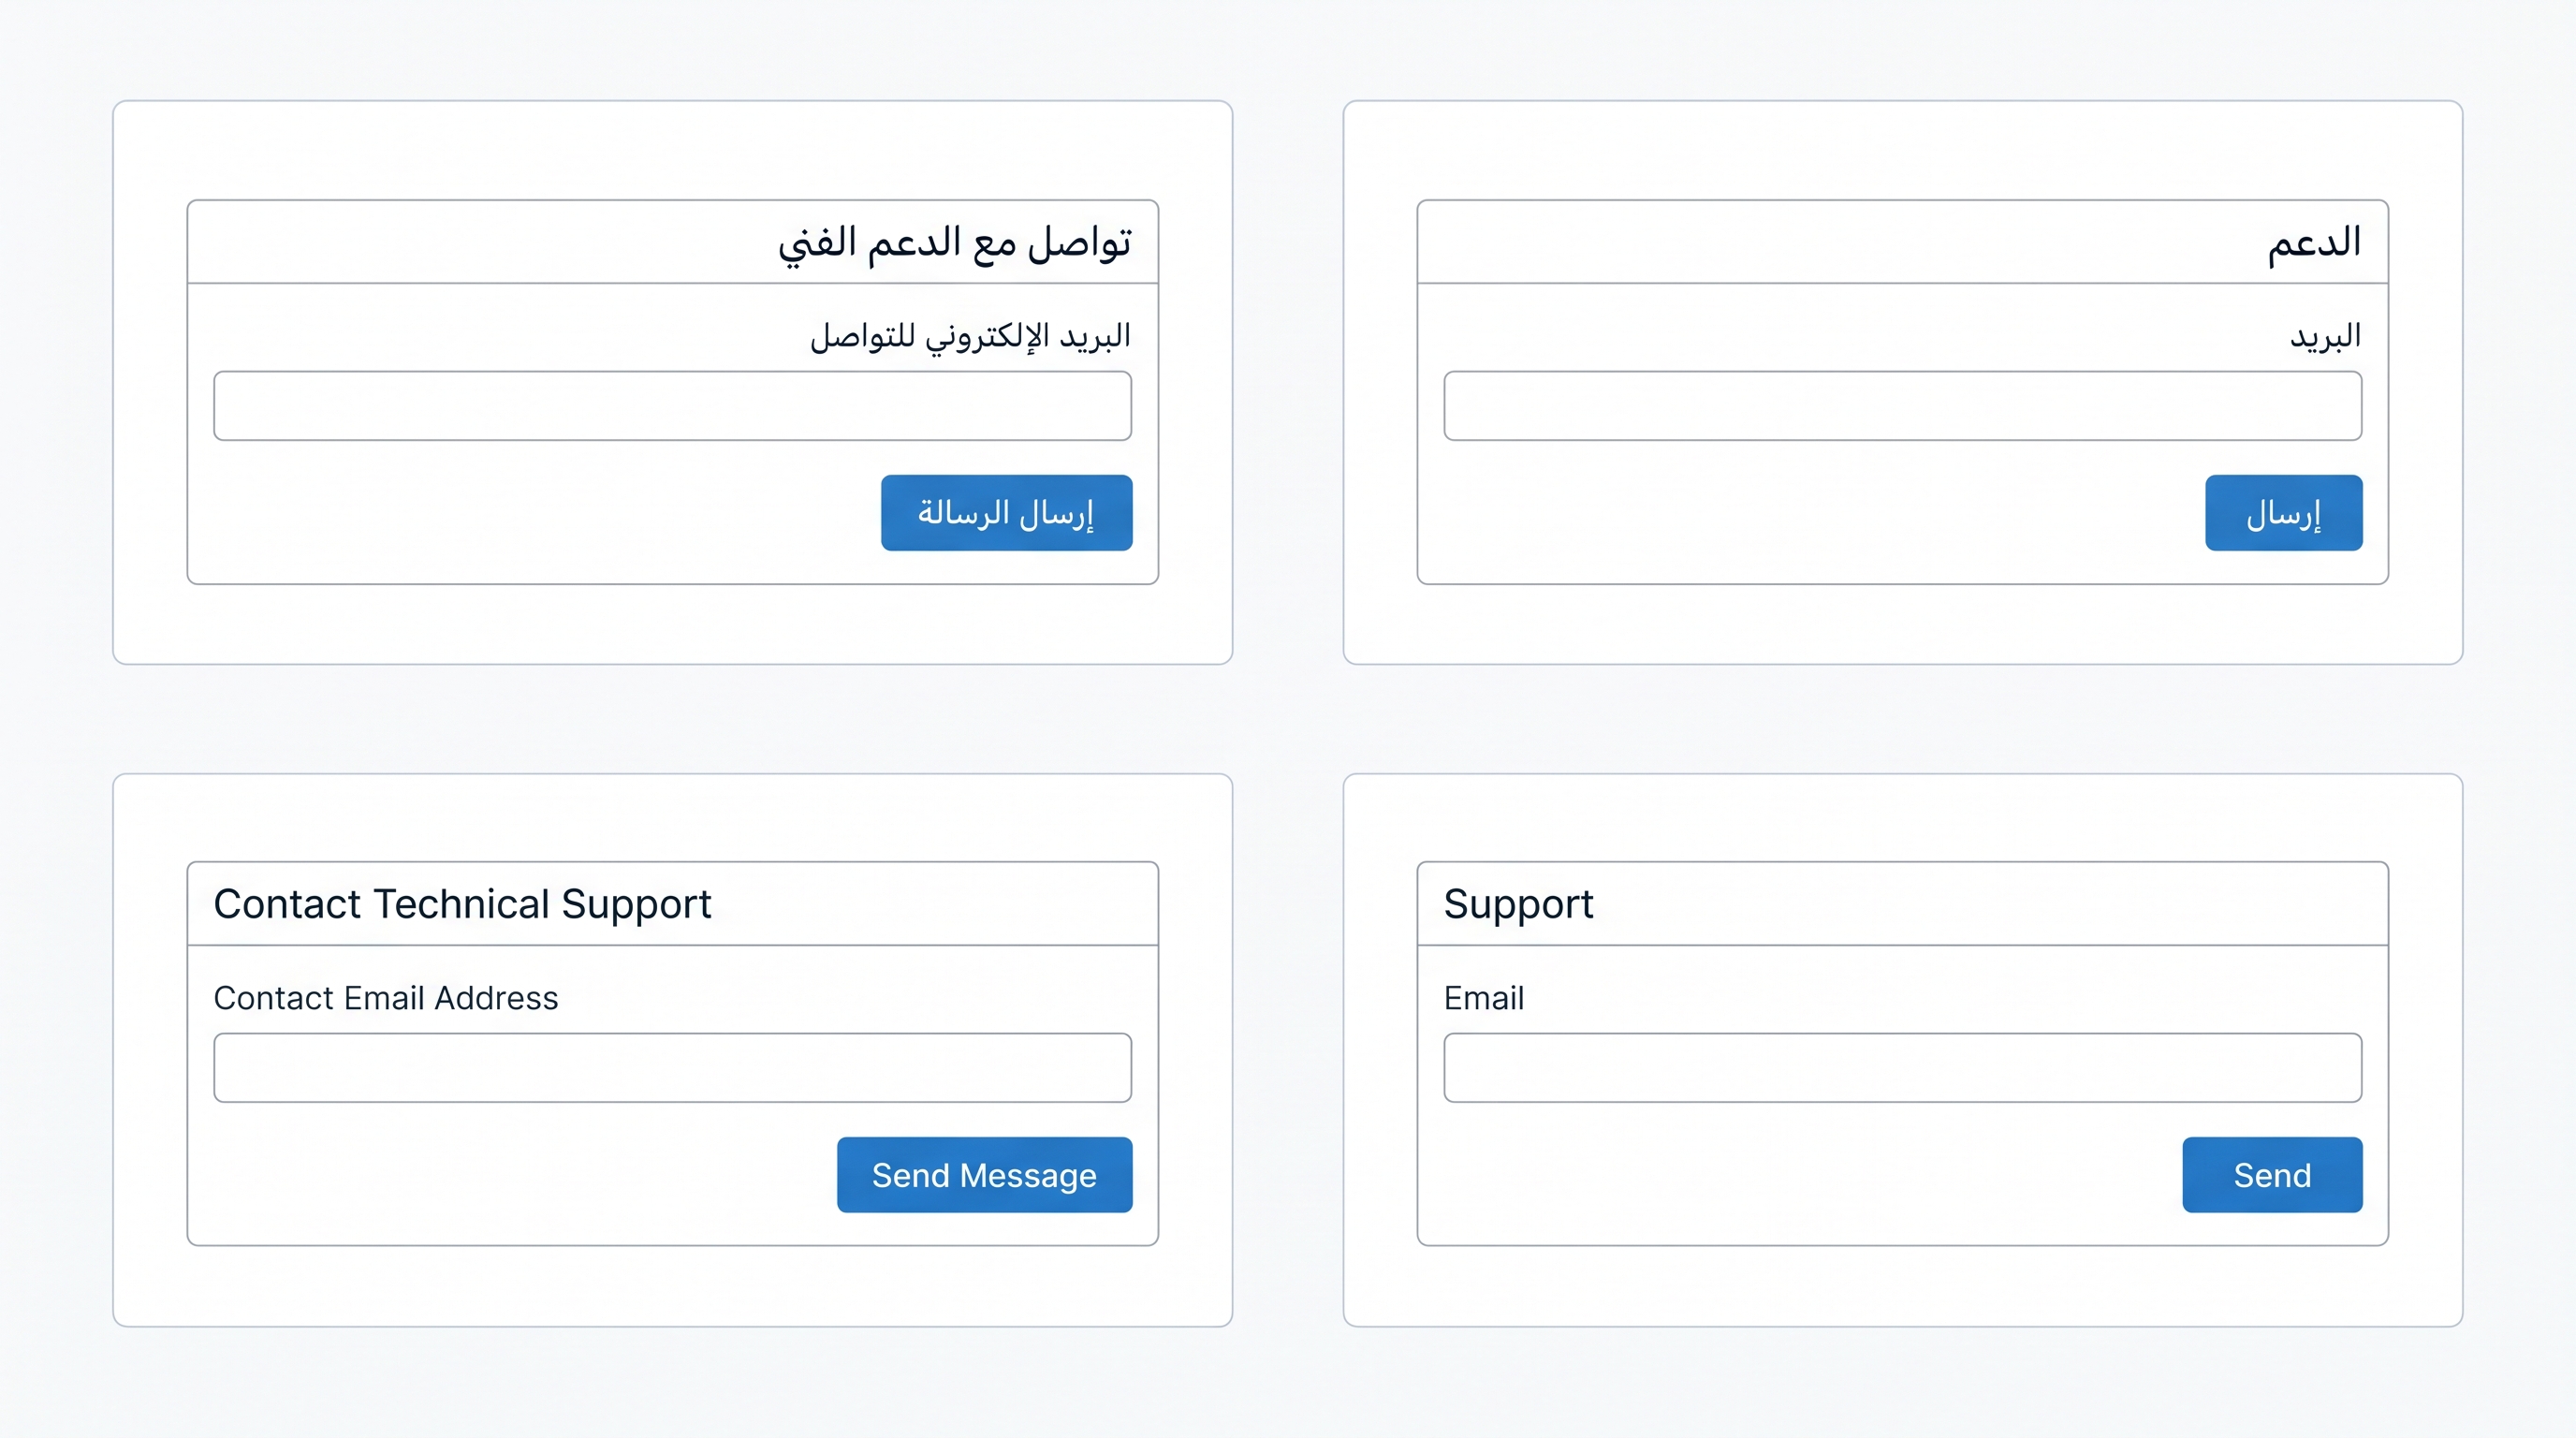 تواصل مع الدعم الفني
البريد الإلكتروني للتواصل
إرسال الرسالة
الدعم
البريد
إرسال
Contact Technical Support
Contact Email Address
Send Message
Support
Email
Send